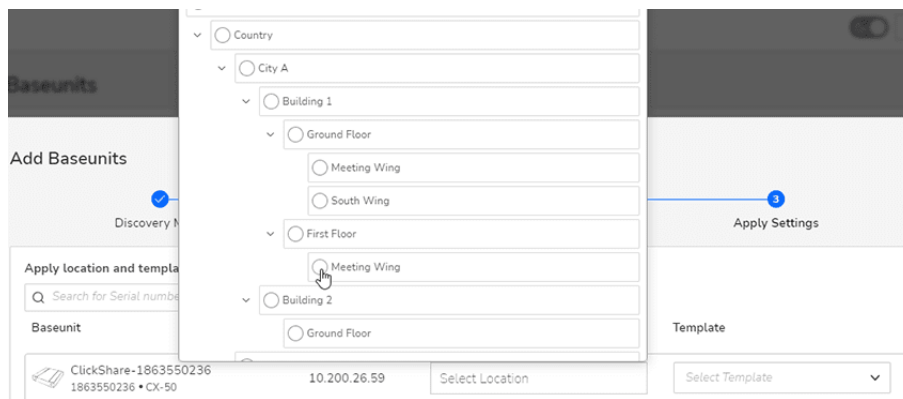 Country
City A
Baseunits
Building 1
Ground Floor
Add Baseunits
Meeting Wing
South Wing
3
Discovery
Apply Settings
First Floor
Apply location and templa
Meeting Wing
Search for Serial numbe
Building 2
Baseunit
Ground Floor
Template
ClickShare-1863550236
1863550236 • CX-50
10.200.26.59
Select Location
Select Template